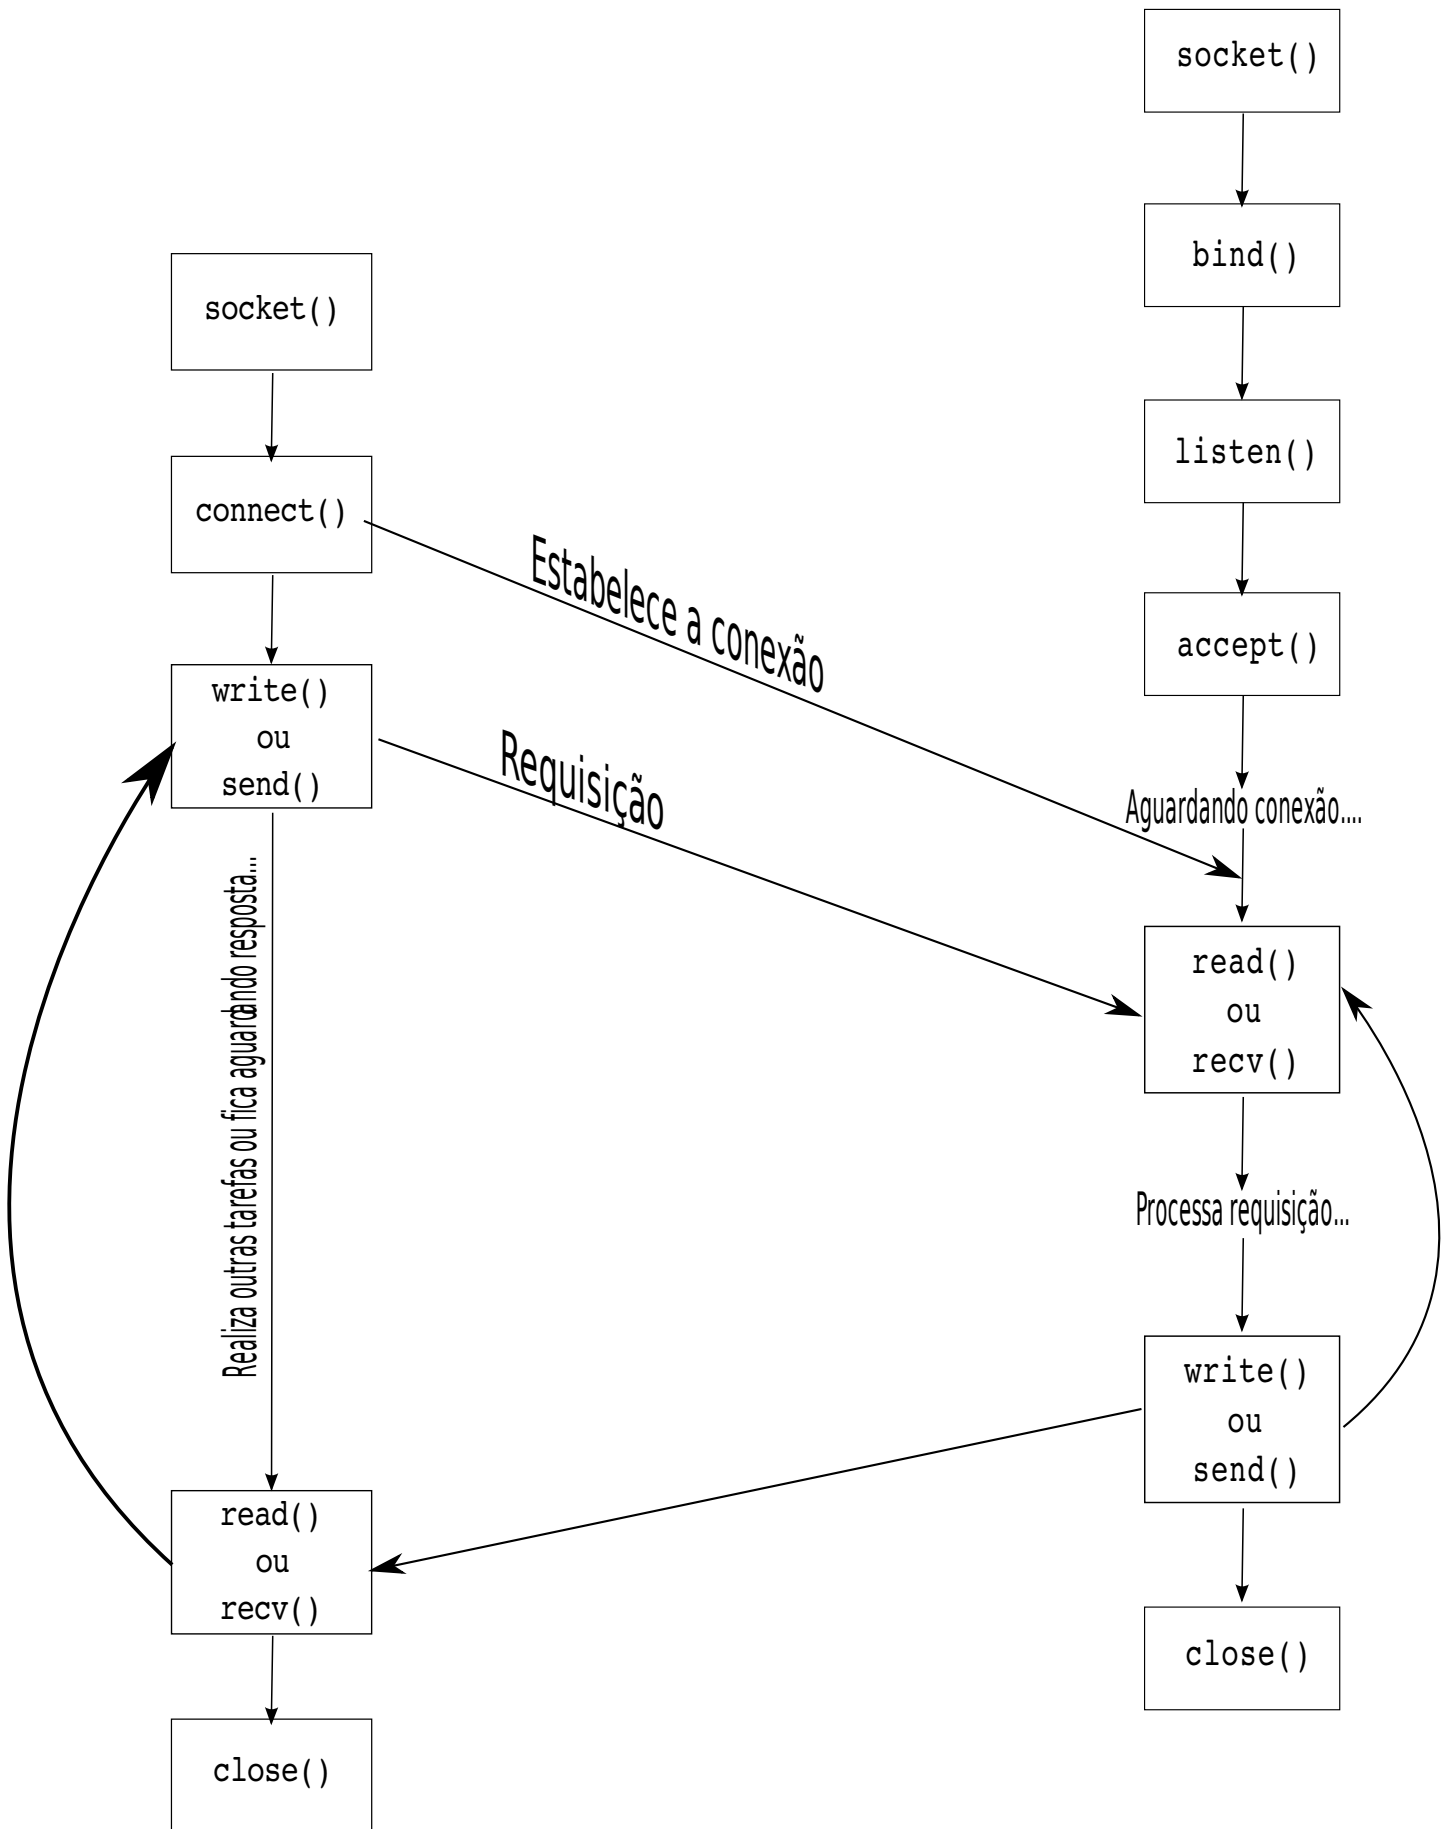 socket()
connect()
write()
ou
send()
Realiza outras tarefas ou fica aguardando resposta...
read()
ou
recv()
close()
Estabelece a conexão
Requisição
socket()
bind()
listen()
accept()
Aguardando conexão....
read()
ou
recv()
Processa requisição...
write()
ou
send()
close()